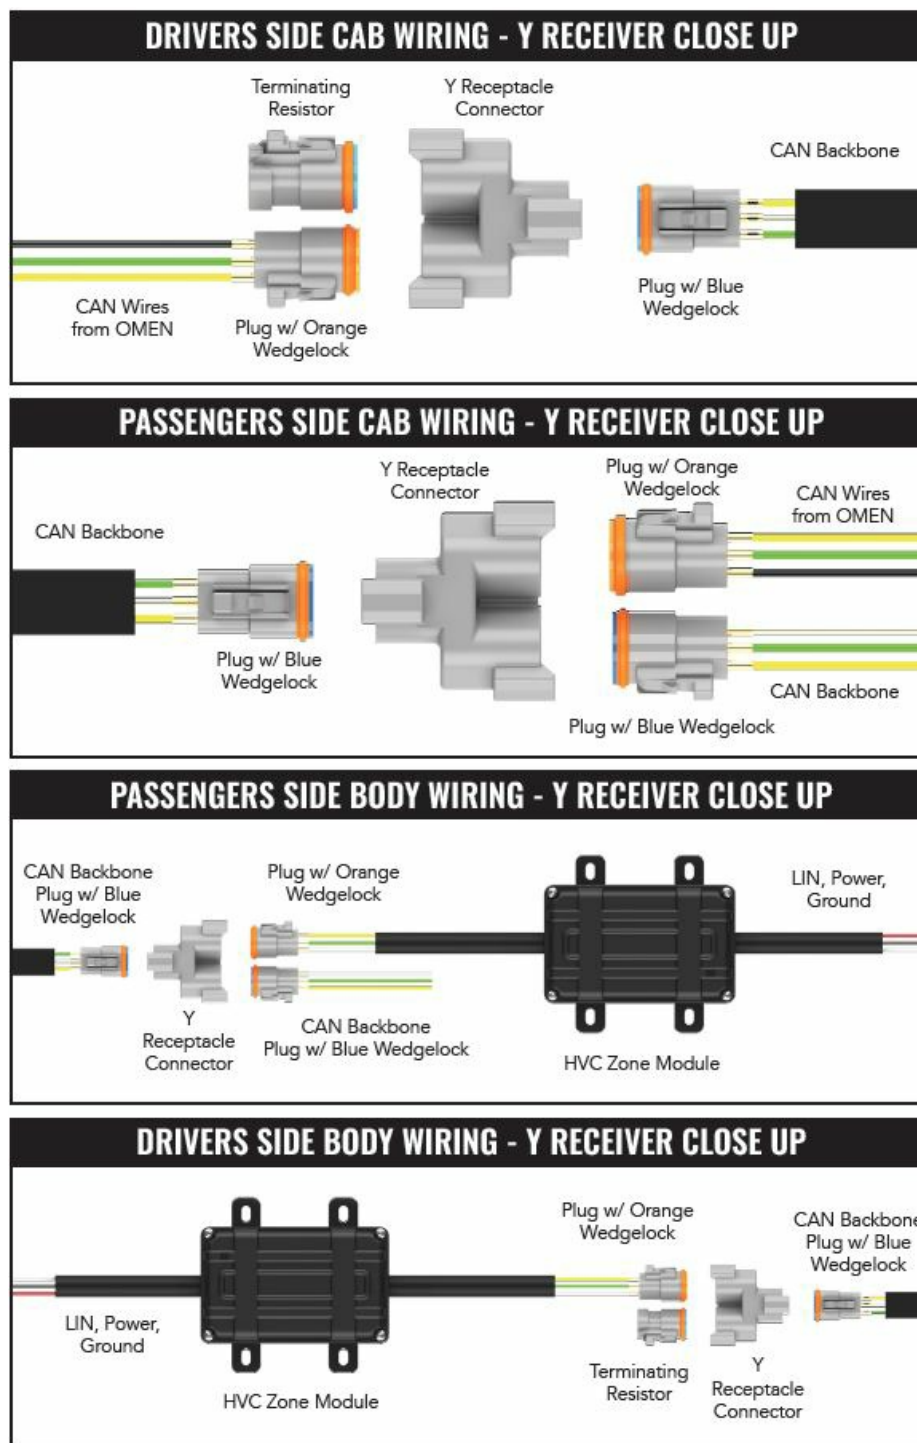 DRIVERS SIDE CAB WIRING - Y RECEIVER CLOSE UP
Terminating
Resistor
Y Receptacle
Connector
CAN Backbone
CAN Wires
from OMEN
Plug w/ Orange
Wedgelock
Plug w/ Blue
Wedgelock
PASSENGERS SIDE CAB WIRING - Y RECEIVER CLOSE UP
Y Receptacle
Connector
Plug w/ Orange
Wedgelock
CAN Wires
from OMEN
CAN Backbone
Plug w/ Blue
Wedgelock
CAN Backbone
Plug w/ Blue Wedgelock
PASSENGERS SIDE BODY WIRING - Y RECEIVER CLOSE UP
CAN Backbone
Plug w/ Blue
Wedgelock
Plug w/ Orange
Wedgelock
LIN, Power,
Ground
Y
Receptacle
Connector
CAN Backbone
Plug w/ Blue Wedgelock
HVC Zone Module
DRIVERS SIDE BODY WIRING - Y RECEIVER CLOSE UP
Plug w/ Orange
Wedgelock
CAN Backbone
Plug w/ Blue
Wedgelock
LIN, Power,
Ground
HVC Zone Module
Terminating
Resistor
Y
Receptacle
Connector